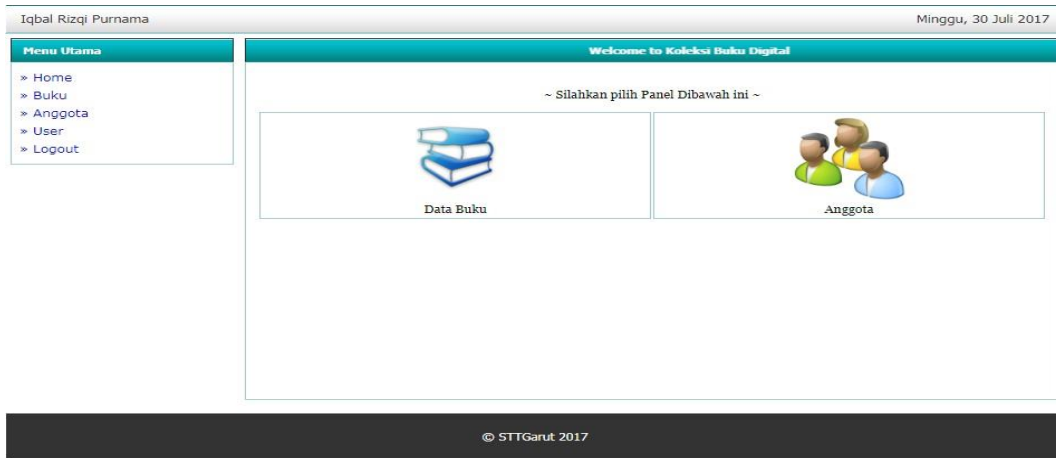 Iqbal Rizqi Purnama
Minggu, 30 Juli 2017
Menu Utama
» Home
» Buku
» Anggota
» User
» Logout
Welcome to Koleksi Buku Digital
~ Silahkan pilih Panel Dibawah ini ~
Data Buku
Anggota
© STTGarut 2017